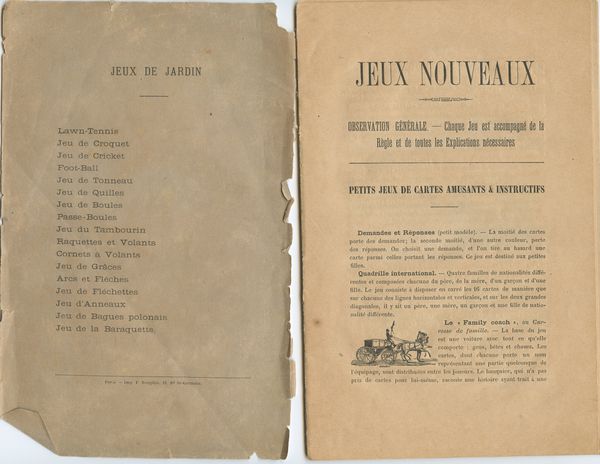 JEUX DE JARDIN
Lawn-Tennis
Jeu de Croquet
Jeu de Cricket
Foot-Ball
Jeu de Tonneau
Jeu de Quilles
Jeu de Boules
Passe-Boules
Jeu du Tambourin
Raquettes et Volants
Cornets à Volants
Jeu de Grâces
Arcs et Flèches
Jeu de Fléchettes
Jeu d'Anneaux
Jeu de Bagues polonais
Jeu de la Baraquette
Paris. — Imp. F.
JEUX NOUVEAUX
OBSERVATION GÉNÉRALE. — Chaque Jeu est accompagné de la
Règle et de toutes les Explications nécessaires
PETITS JEUX DE CARTES AMUSANTS & INSTRUCTIFS
Demandes et Réponses (petit modèle). — La moitié des cartes
porte des demandes; la seconde moitié, d'une autre couleur, porte
des réponses. On choisit une demande, et l'on tire au hasard une
carte parmi celles portant les réponses. Ce jeu est destiné aux petites
filles.
Quadrille international. — Quatre familles de nationalités diffé-
rentes et composées chacune du père, de la mère, d'un garçon et d'une
fille. Le jeu consiste à disposer en carré les 16 cartes de manière que
sur chacune des lignes horizontales et verticales, et sur les deux grandes
diagonales, il y ait un père, une mère, un garçon et une fille de natio-
nalité différente.
Le « Family coach », ou Car-
rosse de famille. — La base du jeu
est une voiture avec tout ce qu'elle
comporte : gens, bêtes et choses. Les
cartes, dont chacune porte un nom
représentant une partie quelconque de
l'équipage, sont distribuées entre les joueurs. Le banquier, qui n'a pas
pris de cartes pour lui-même, raconte une histoire ayant trait à une